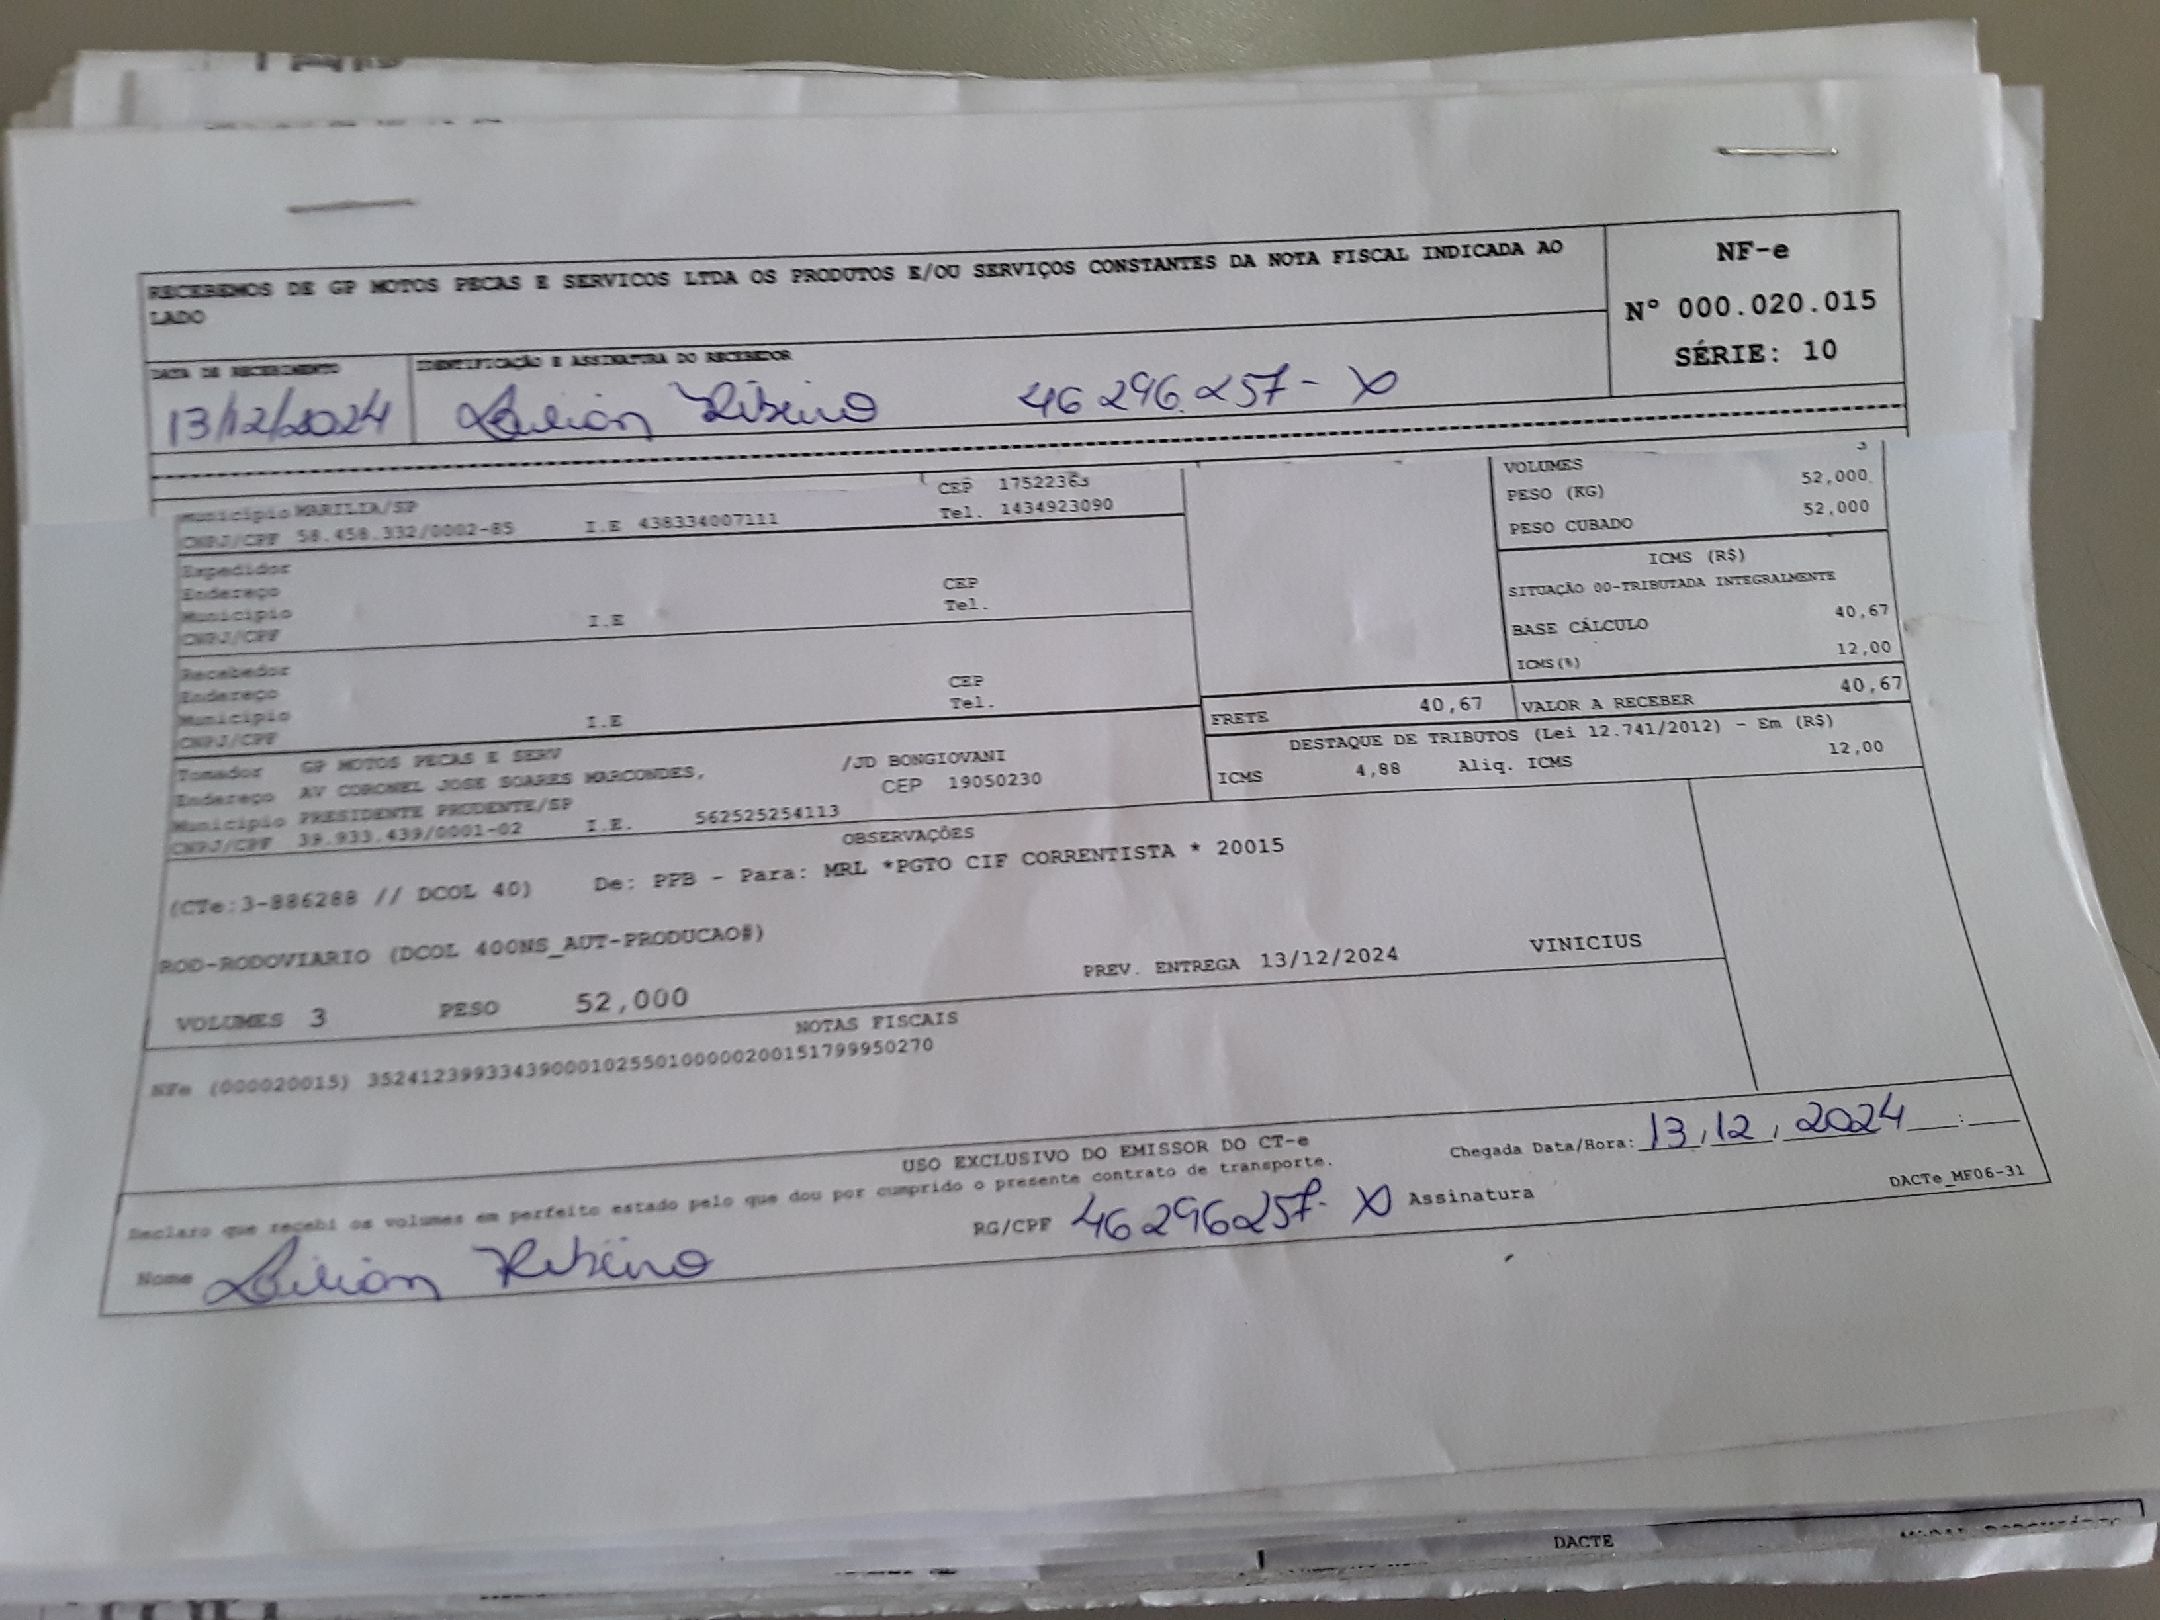 RECEBEMOS DE GP MOTOS PECAS E SERVICOS LTDA OS PRODUTOS E/OU SERVIÇOS CONSTANTES DA NOTA FISCAL INDICADA AO
LADO
NF-e
Nº 000.020.015
SÉRIE: 10
DATA DE RECEBIMENTO
IDENTIFICAÇÃO E ASSINATURA DO RECEBEDOR
13/12/2024 Lilian Ribeiro 46296.257-X
Município MARILIA/SP CEP 17522363
CNPJ/CPF 58.458.332/0002-85 I.E 438334007111 Tel. 1434923090
Expedidor
Endereço CEP
Município Tel.
CNPJ/CPF I.E
Recebedor
Endereço CEP
Município Tel.
CNPJ/CPF I.E
Tomador GP MOTOS PECAS E SERV
Endereço AV CORONEL JOSE SOARES MARCONDES, /JD BONGIOVANI
Município PRESIDENTE PRUDENTE/SP CEP 19050230
CNPJ/CPF 39.933.439/0001-02 I.E. 562525254113
VOLUMES 3
PESO (KG) 52,000
PESO CUBADO 52,000
ICMS (R$)
SITUAÇÃO 00-TRIBUTADA INTEGRALMENTE
BASE CÁLCULO 40,67
ICMS(%) 12,00
FRETE 40,67 VALOR A RECEBER 40,67
DESTAQUE DE TRIBUTOS (Lei 12.741/2012) - Em (R$)
ICMS 4,88 Aliq. ICMS 12,00
OBSERVAÇÕES
(CTe:3-886288 // DCOL 40) De: PPB - Para: MRL *PGTO CIF CORRENTISTA * 20015
ROD-RODOVIARIO (DCOL 400NS_AUT-PRODUCAO#)
VOLUMES 3 PESO 52,000 PREV. ENTREGA 13/12/2024 VINICIUS
NOTAS FISCAIS
NFe (000020015) 35241239933439000102550100000200151799950270
USO EXCLUSIVO DO EMISSOR DO CT-e
Declaro que recebi os volumes em perfeito estado pelo que dou por cumprido o presente contrato de transporte.
Chegada Data/Hora: 13/12/2024 __:__
Nome Lilian Ribeiro RG/CPF 46296257-X Assinatura
DACTe_MF06-31
DACTE